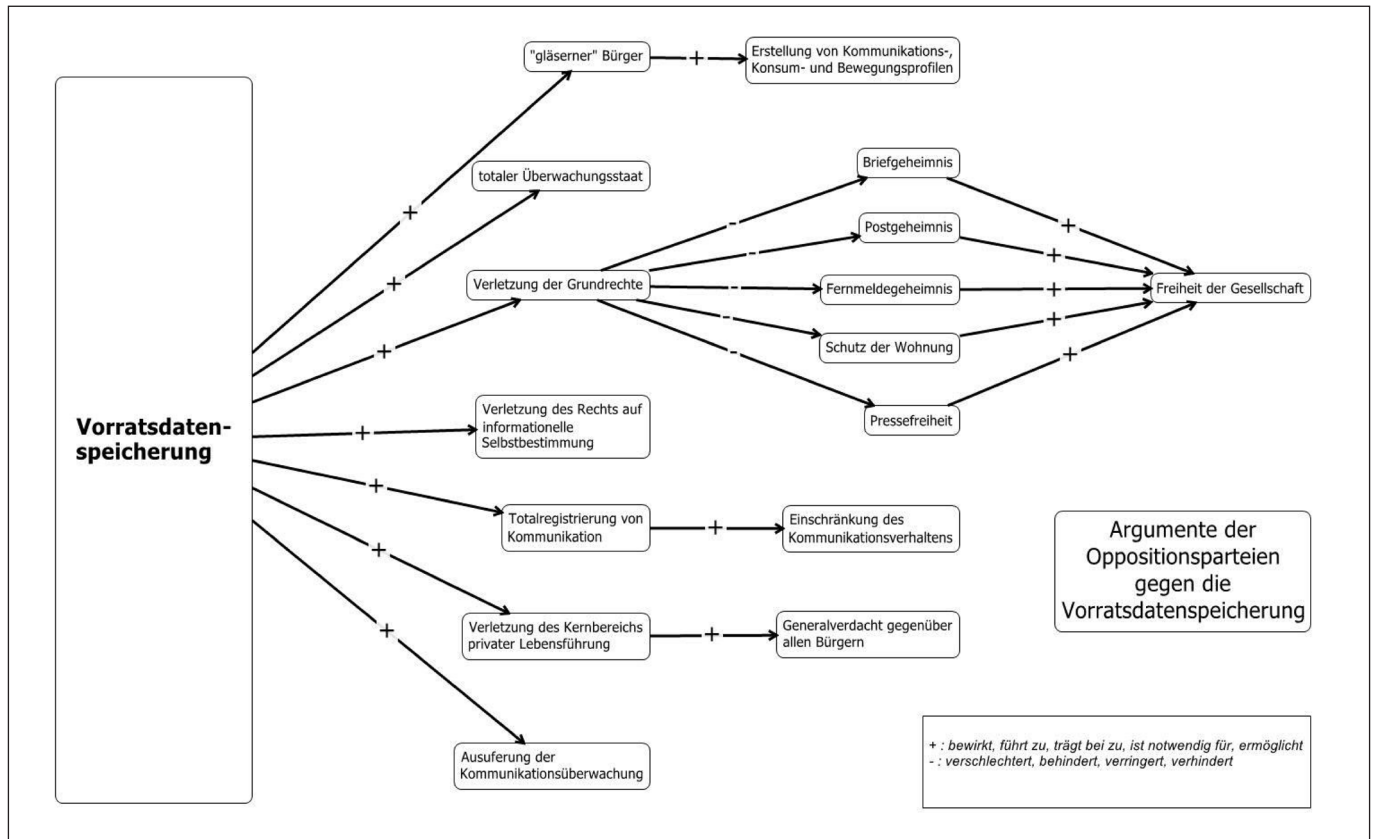 "gläserner" Bürger
+
Erstellung von Kommunikations-,
Konsum- und Bewegungsprofilen
+
totaler Überwachungsstaat
+
Verletzung der Grundrechte
+
-
-
-
-
-
Briefgeheimnis
Postgeheimnis
Fernmeldegeheimnis
Schutz der Wohnung
Pressefreiheit
+
+
+
+
+
Freiheit der Gesellschaft
Vorratsdaten-
speicherung
+
Verletzung des Rechts auf
informationelle
Selbstbestimmung
+
Totalregistrierung von
Kommunikation
+
Einschränkung des
Kommunikationsverhaltens
+
Verletzung des Kernbereichs
privater Lebensführung
+
Generalverdacht gegenüber
allen Bürgern
+
Ausuferung der
Kommunikationsüberwachung
Argumente der
Oppositionsparteien
gegen die
Vorratsdatenspeicherung
+ : bewirkt, führt zu, trägt bei zu, ist notwendig für, ermöglicht
- : verschlechtert, behindert, verringert, verhindert